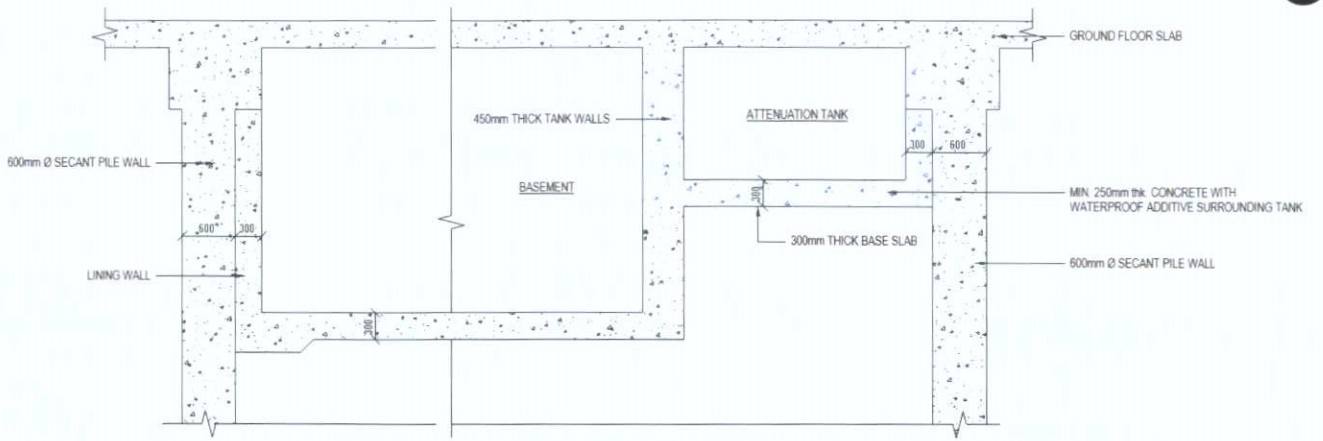 GROUND FLOOR SLAB
450mm THICK TANK WALLS
ATTENUATION TANK
300
600
600mm Ø SECANT PILE WALL
BASEMENT
300
MIN. 250mm thk. CONCRETE WITH
WATERPROOF ADDITIVE SURROUNDING TANK
600
300
300mm THICK BASE SLAB
LINING WALL
600mm Ø SECANT PILE WALL
300